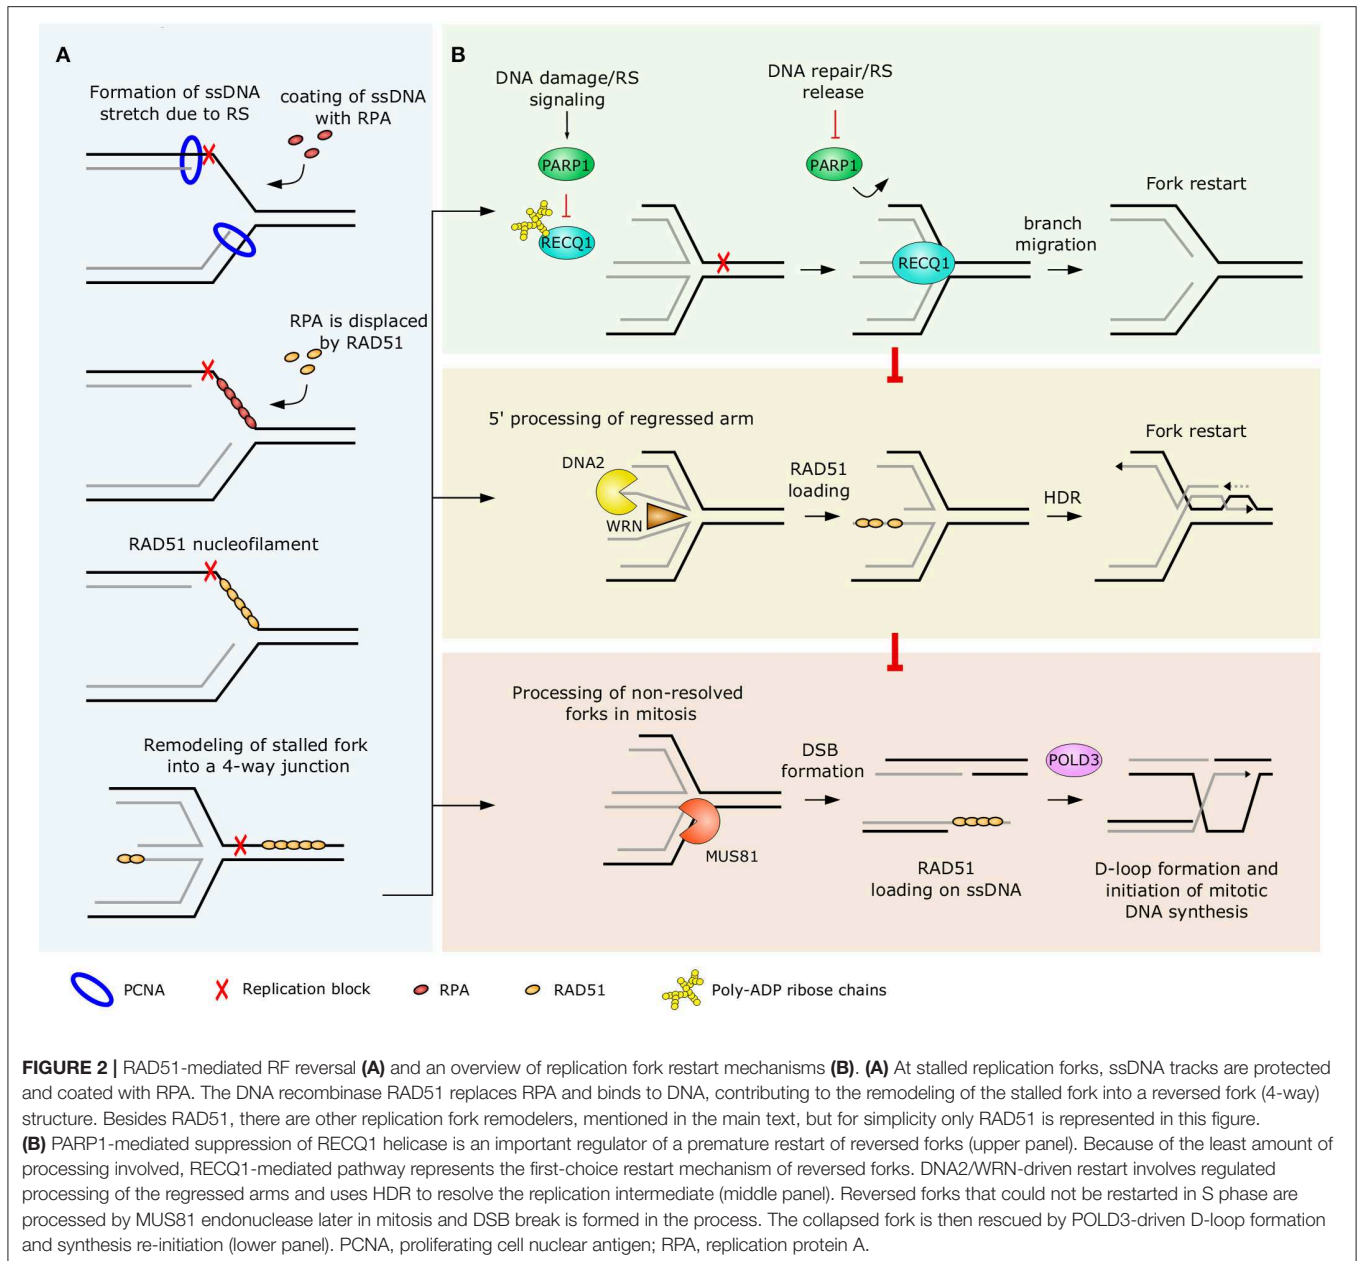 A
Formation of ssDNA
stretch due to RS
coating of ssDNA
with RPA
RPA is displaced
by RAD51
RAD51 nucleofilament
Remodeling of stalled fork
into a 4-way junction
B
DNA damage/RS
signaling
PARP1
RECQ1
DNA repair/RS
release
PARP1
RECQ1
branch
migration
Fork restart
5' processing of regressed arm
DNA2
WRN
RAD51
loading
HDR
Fork restart
Processing of non-resolved
forks in mitosis
MUS81
DSB
formation
RAD51
loading on ssDNA
POLD3
D-loop formation and
initiation of mitotic
DNA synthesis
PCNA
Replication block
RPA
RAD51
Poly-ADP ribose chains
FIGURE 2 | RAD51-mediated RF reversal (A) and an overview of replication fork restart mechanisms (B). (A) At stalled replication forks, ssDNA tracks are protected
and coated with RPA. The DNA recombinase RAD51 replaces RPA and binds to DNA, contributing to the remodeling of the stalled fork into a reversed fork (4-way)
structure. Besides RAD51, there are other replication fork remodelers, mentioned in the main text, but for simplicity only RAD51 is represented in this figure.
(B) PARP1-mediated suppression of RECQ1 helicase is an important regulator of a premature restart of reversed forks (upper panel). Because of the least amount of
processing involved, RECQ1-mediated pathway represents the first-choice restart mechanism of reversed forks. DNA2/WRN-driven restart involves regulated
processing of the regressed arms and uses HDR to resolve the replication intermediate (middle panel). Reversed forks that could not be restarted in S phase are
processed by MUS81 endonuclease later in mitosis and DSB break is formed in the process. The collapsed fork is then rescued by POLD3-driven D-loop formation
and synthesis re-initiation (lower panel). PCNA, proliferating cell nuclear antigen; RPA, replication protein A.